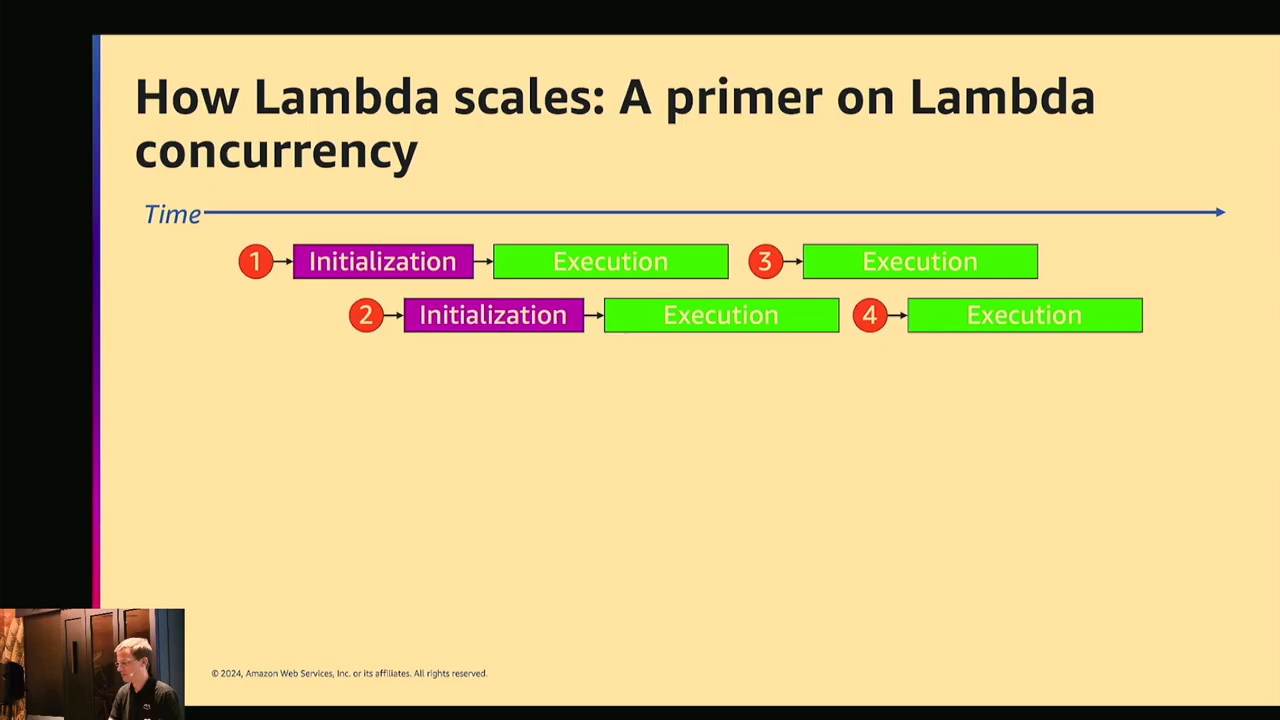 How Lambda scales: A primer on Lambda
concurrency
Time
1 Initialization Execution 3 Execution
2 Initialization Execution 4 Execution
© 2024, Amazon Web Services, Inc. or its affiliates. All rights reserved.